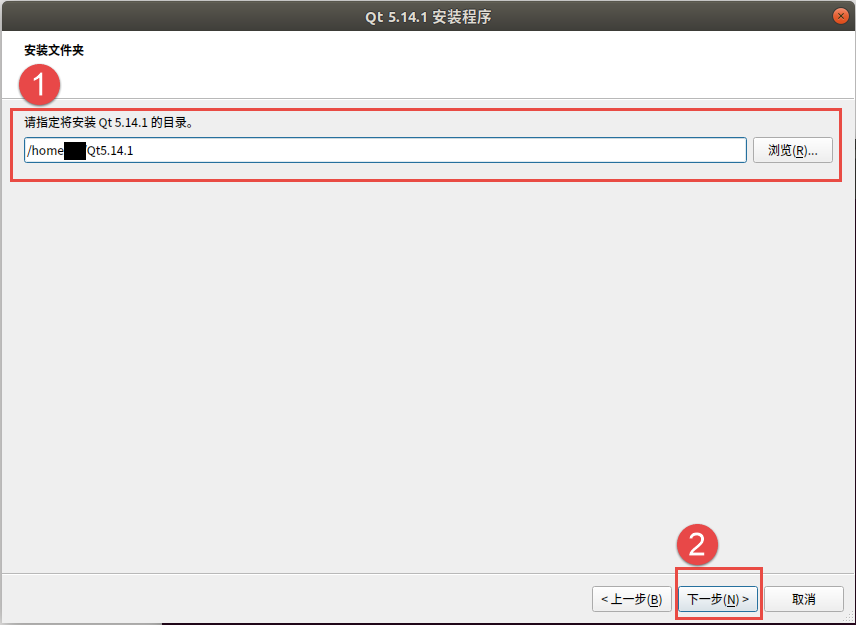 Qt 5.14.1 安装程序
安装文件夹
1
请指定将安装 Qt 5.14.1 的目录。
/home Qt5.14.1
浏览(R)...
2
< 上一步(B)
下一步(N) >
取消